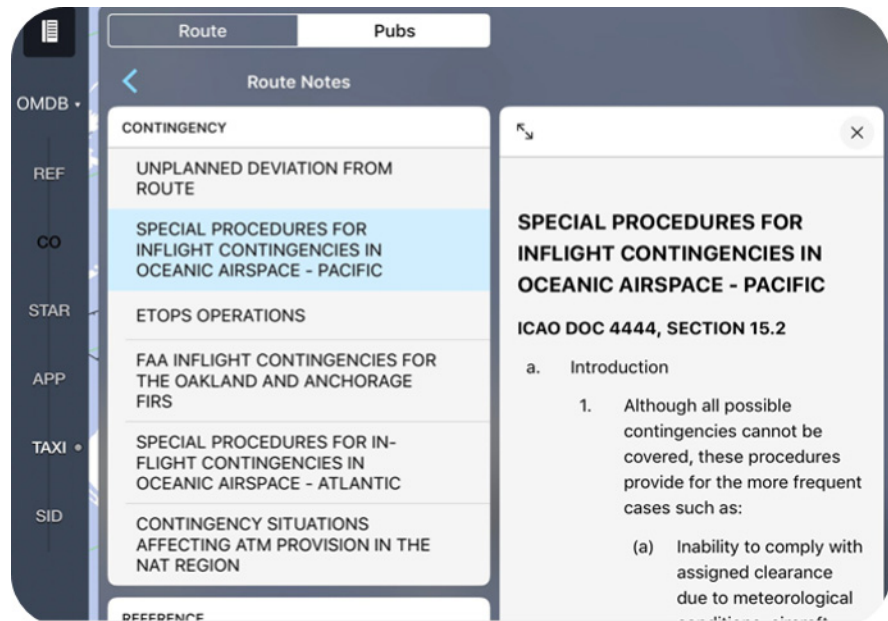 Route
Pubs
Route Notes
OMDB
REF
CO
STAR
APP
TAXI
SID
CONTINGENCY
UNPLANNED DEVIATION FROM
ROUTE
SPECIAL PROCEDURES FOR
INFLIGHT CONTINGENCIES IN
OCEANIC AIRSPACE - PACIFIC
ETOPS OPERATIONS
FAA INFLIGHT CONTINGENCIES FOR
THE OAKLAND AND ANCHORAGE
FIRS
SPECIAL PROCEDURES FOR IN-
FLIGHT CONTINGENCIES IN
OCEANIC AIRSPACE - ATLANTIC
CONTINGENCY SITUATIONS
AFFECTING ATM PROVISION IN THE
NAT REGION
REFERENCE
SPECIAL PROCEDURES FOR
INFLIGHT CONTINGENCIES IN
OCEANIC AIRSPACE - PACIFIC
ICAO DOC 4444, SECTION 15.2
a. Introduction
1. Although all possible
contingencies cannot be
covered, these procedures
provide for the more frequent
cases such as:
(a) Inability to comply with
assigned clearance
due to meteorological
conditions, aircraft